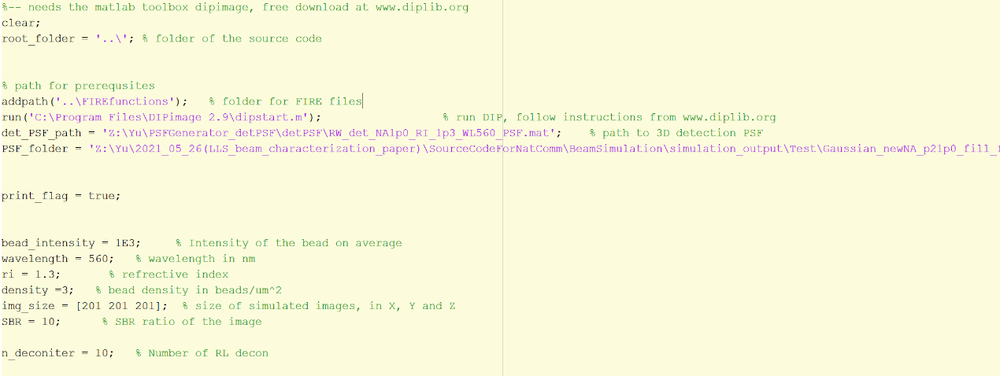 %-- needs the matlab toolbox dipimage, free download at www.diplib.org
clear;
root_folder = '..\'; % folder of the source code
% path for prerequsites
addpath('..\FIREfunctions'); % folder for FIRE files
run('C:\Program Files\DIPimage 2.9\dipstart.m'); % run DIP, follow instructions from www.diplib.org
det_PSF_path = 'Z:\Yu\PSFGenerator_detPSF\detPSF\RW_det_NA1p0_RI_1p3_WL560_PSF.mat'; % path to 3D detection PSF
PSF_folder = 'Z:\Yu\2021_05_26(LLS_beam_characterization_paper)\SourceCodeForNatComm\BeamSimulation\simulation_output\Test\Gaussian_newNA_p21p0_fill_
print_flag = true;
bead_intensity = 1E3; % Intensity of the bead on average
wavelength = 560; % wavelength in nm
ri = 1.3; % refrective index
density =3; % bead density in beads/um^2
img_size = [201 201 201]; % size of simulated images, in X, Y and Z
SBR = 10; % SBR ratio of the image
n_deconiter = 10; % Number of RL decon